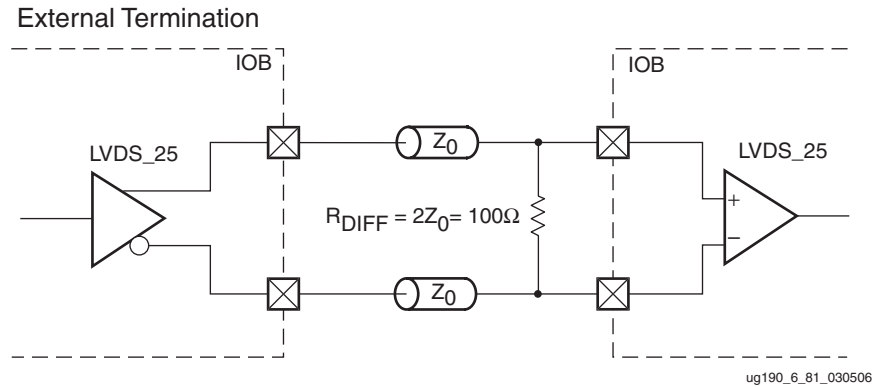 External Termination
IOB
IOB
LVDS_25
Z0
LVDS_25
+
RDIFF = 2Z0= 100Ω
−
Z0
ug190_6_81_030506